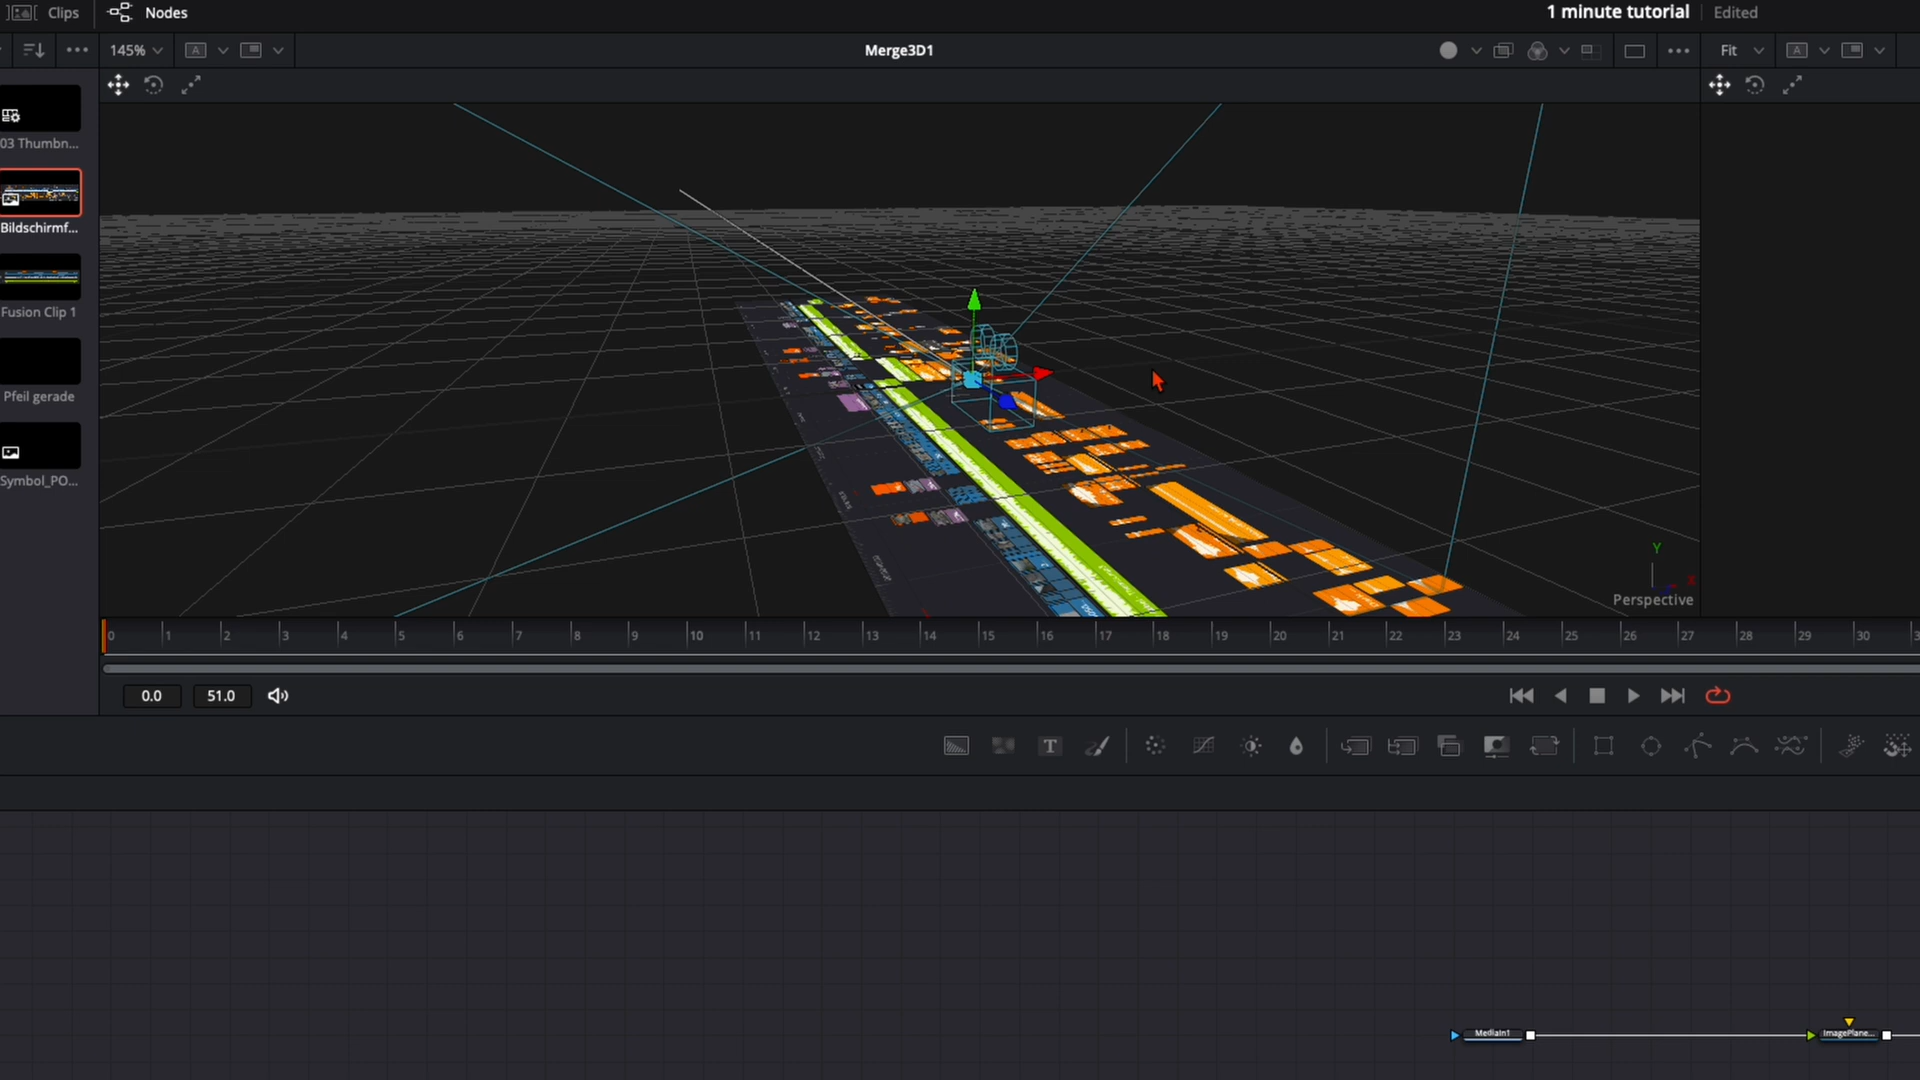 Clips
Nodes
1 minute tutorial
Edited
145%
A
Merge3D1
Fit
A
03 Thumbn...
Bildschirmf...
Fusion Clip 1
Pfeil gerade
Symbol_PO...
Y
X
Perspective
0 1 2 3 4 5 6 7 8 9 10 11 12 13 14 15 16 17 18 19 20 21 22 23 24 25 26 27 28 29 30
0.0
51.0
T
MediaIn1
ImagePlane...